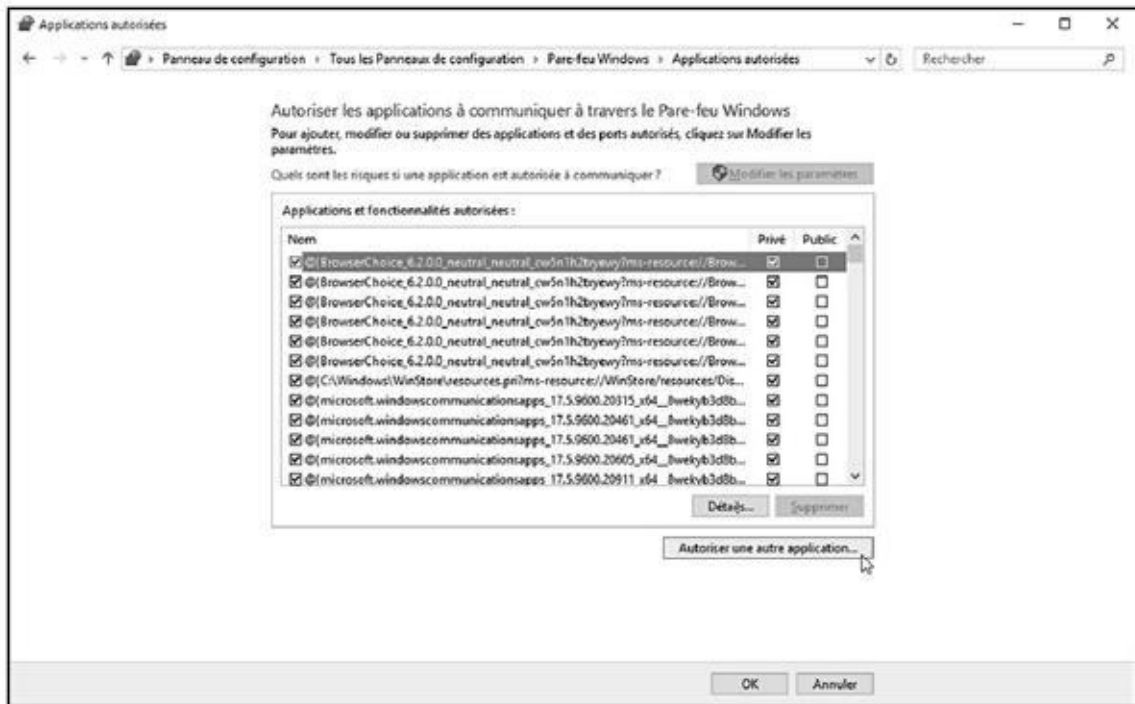 Applications autorisées
Panneau de configuration › Tous les Panneaux de configuration › Pare-feu Windows › Applications autorisées
Rechercher
Autoriser les applications à communiquer à travers le Pare-feu Windows
Pour ajouter, modifier ou supprimer des applications et des ports autorisés, cliquez sur Modifier les
paramètres.
Quels sont les risques si une application est autorisée à communiquer ?
Modifier les paramètres
Applications et fonctionnalités autorisées :
Nom Privé Public
@{BrowserChoice_6.2.0.0_neutral_neutral_cw5n1h2txyewy?ms-resource://Brow...
@{BrowserChoice_6.2.0.0_neutral_neutral_cw5n1h2txyewy?ms-resource://Brow...
@{BrowserChoice_6.2.0.0_neutral_neutral_cw5n1h2txyewy?ms-resource://Brow...
@{BrowserChoice_6.2.0.0_neutral_neutral_cw5n1h2txyewy?ms-resource://Brow...
@{BrowserChoice_6.2.0.0_neutral_neutral_cw5n1h2txyewy?ms-resource://Brow...
@{BrowserChoice_6.2.0.0_neutral_neutral_cw5n1h2txyewy?ms-resource://Brow...
@{C:\Windows\WinStore\resources.pri?ms-resource://WinStore/resources/Dis...
@{microsoft.windowscommunicationsapps_17.5.9600.20315_x64__8wekyb3d8b...
@{microsoft.windowscommunicationsapps_17.5.9600.20461_x64__8wekyb3d8b...
@{microsoft.windowscommunicationsapps_17.5.9600.20461_x64__8wekyb3d8b...
@{microsoft.windowscommunicationsapps_17.5.9600.20605_x64__8wekyb3d8b...
@{microsoft.windowscommunicationsapps_17.5.9600.20911_x64__8wekyb3d8b...
Détails... Supprimer
Autoriser une autre application...
OK Annuler